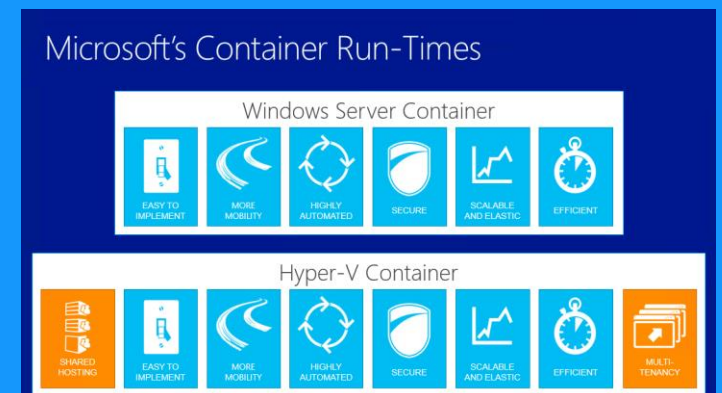 Microsoft's Container Run-Times
Windows Server Container
EASY TO
IMPLEMENT
MORE
MOBILITY
HIGHLY
AUTOMATED
SECURE
SCALABLE
AND ELASTIC
EFFICIENT
Hyper-V Container
SHARED
HOSTING
EASY TO
IMPLEMENT
MORE
MOBILITY
HIGHLY
AUTOMATED
SECURE
SCALABLE
AND ELASTIC
EFFICIENT
MULTI-
TENANCY